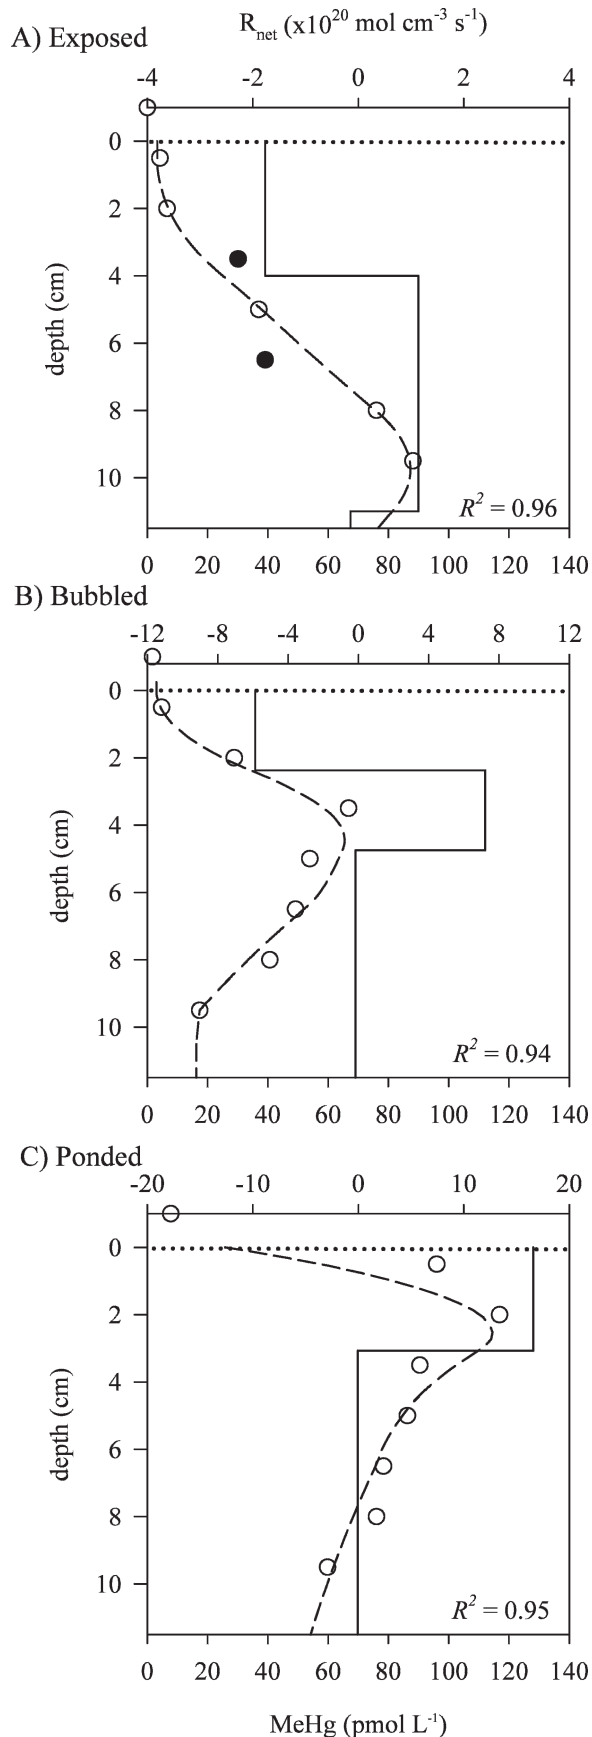 A) Exposed
R_net (x10^20 mol cm^-3 s^-1)
-4 -2 0 2 4
0
2
4
6
8
10
depth (cm)
R^2 = 0.96
0 20 40 60 80 100 120 140
B) Bubbled
-12 -8 -4 0 4 8 12
0
2
4
6
8
10
depth (cm)
R^2 = 0.94
0 20 40 60 80 100 120 140
C) Ponded
-20 -10 0 10 20
0
2
4
6
8
10
depth (cm)
R^2 = 0.95
0 20 40 60 80 100 120 140
MeHg (pmol L^-1)